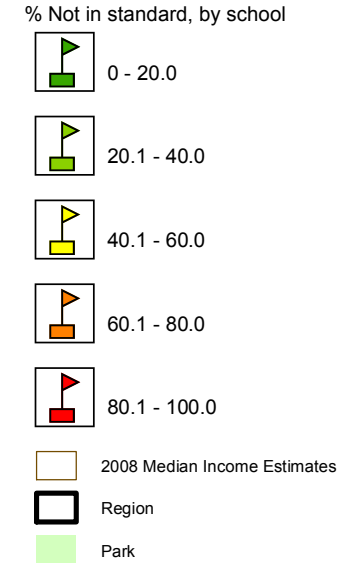 % Not in standard, by school
0 - 20.0
20.1 - 40.0
40.1 - 60.0
60.1 - 80.0
80.1 - 100.0
2008 Median Income Estimates
Region
Park